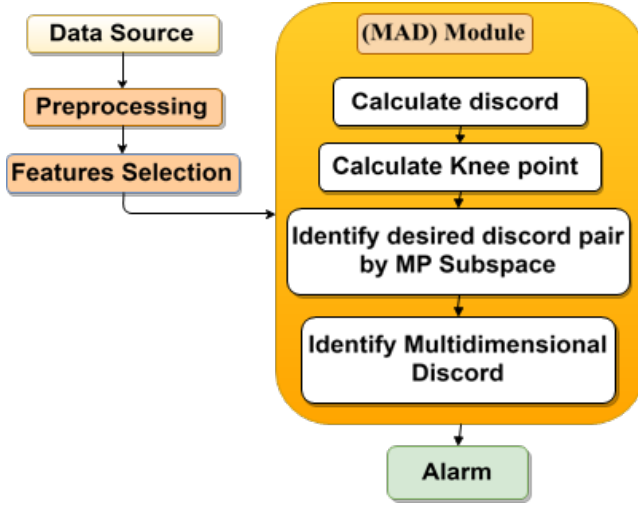 Data Source
Preprocessing
Features Selection
(MAD) Module
Calculate discord
Calculate Knee point
Identify desired discord pair
by MP Subspace
Identify Multidimensional
Discord
Alarm